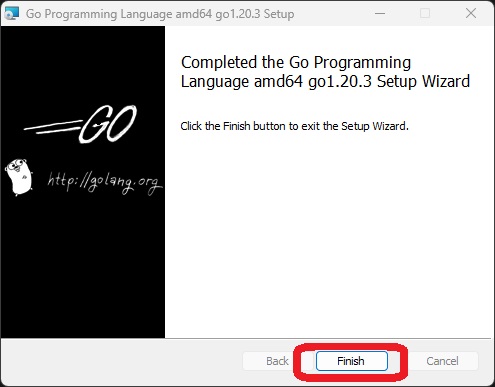 Go Programming Language amd64 go1.20.3 Setup
Completed the Go Programming
Language amd64 go1.20.3 Setup Wizard
Click the Finish button to exit the Setup Wizard.
GO
http://golang.org
Back Finish Cancel